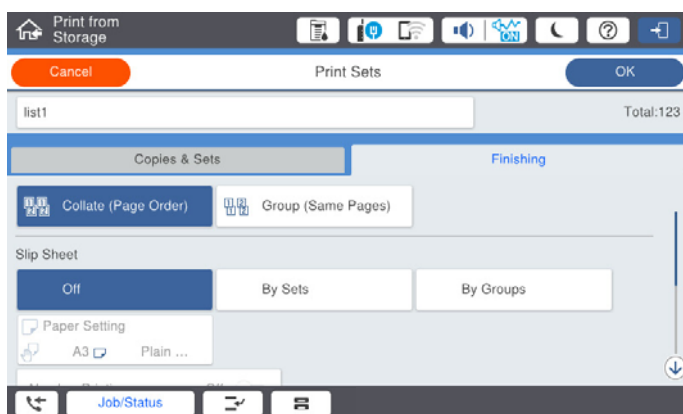 Print from
Storage
ON
Cancel
Print Sets
OK
list1
Total:123
Copies & Sets
Finishing
Collate (Page Order)
Group (Same Pages)
Slip Sheet
Off
By Sets
By Groups
Paper Setting
A3
Plain ...
Job/Status